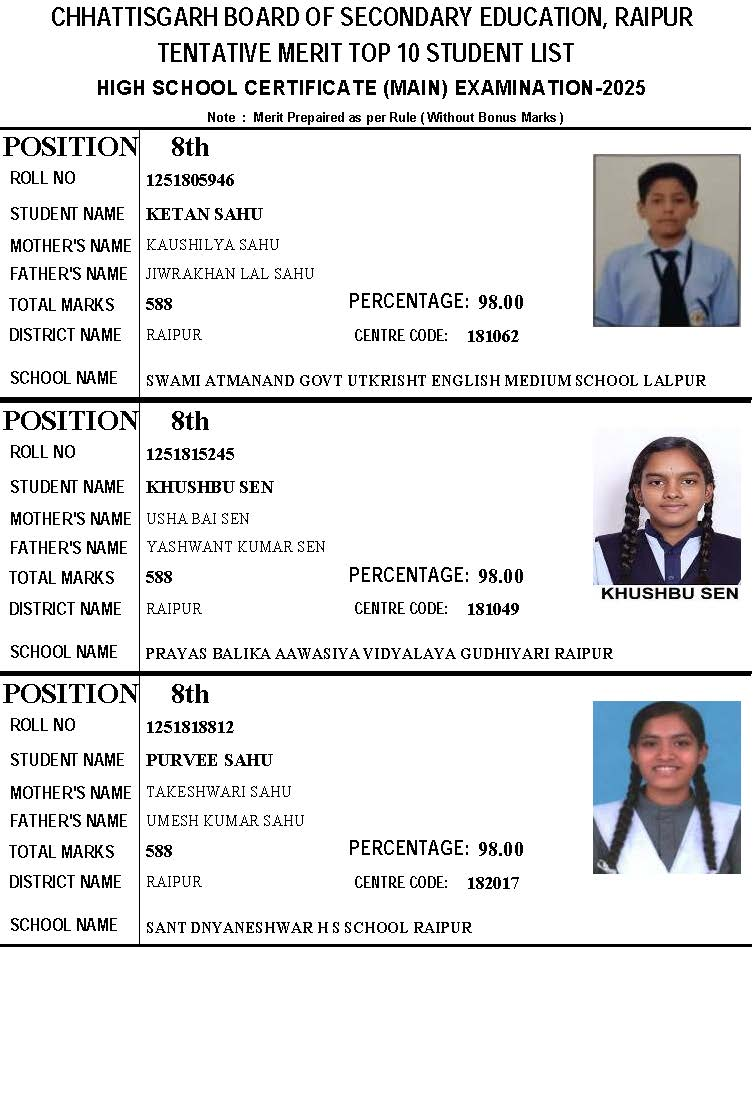 CHHATTISGARH BOARD OF SECONDARY EDUCATION, RAIPUR
TENTATIVE MERIT TOP 10 STUDENT LIST
HIGH SCHOOL CERTIFICATE (MAIN) EXAMINATION-2025
Note : Merit Prepaired as per Rule ( Without Bonus Marks )
POSITION 8th
ROLL NO 1251805946
STUDENT NAME KETAN SAHU
MOTHER'S NAME KAUSHILYA SAHU
FATHER'S NAME JIWRAKHAN LAL SAHU
TOTAL MARKS 588 PERCENTAGE: 98.00
DISTRICT NAME RAIPUR CENTRE CODE: 181062
SCHOOL NAME SWAMI ATMANAND GOVT UTKRISHT ENGLISH MEDIUM SCHOOL LALPUR
POSITION 8th
ROLL NO 1251815245
STUDENT NAME KHUSHBU SEN
MOTHER'S NAME USHA BAI SEN
FATHER'S NAME YASHWANT KUMAR SEN
TOTAL MARKS 588 PERCENTAGE: 98.00
KHUSHBU SEN
DISTRICT NAME RAIPUR CENTRE CODE: 181049
SCHOOL NAME PRAYAS BALIKA AAWASIYA VIDYALAYA GUDHIYARI RAIPUR
POSITION 8th
ROLL NO 1251818812
STUDENT NAME PURVEE SAHU
MOTHER'S NAME TAKESHWARI SAHU
FATHER'S NAME UMESH KUMAR SAHU
TOTAL MARKS 588 PERCENTAGE: 98.00
DISTRICT NAME RAIPUR CENTRE CODE: 182017
SCHOOL NAME SANT DNYANESHWAR H S SCHOOL RAIPUR